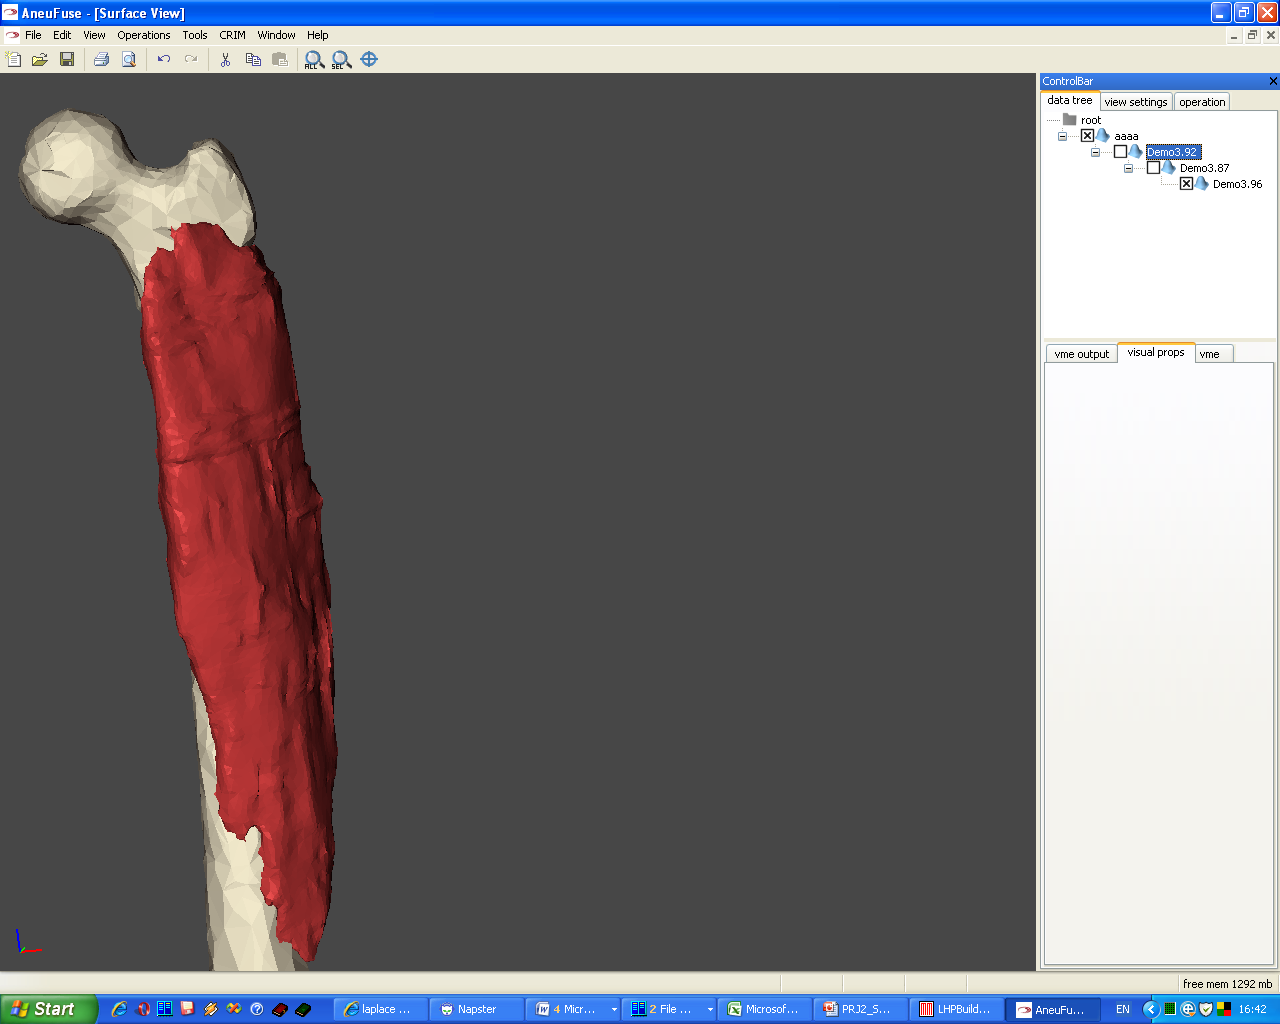 AneuFuse - [Surface View]
File Edit View Operations Tools CRIM Window Help
ALL SEL
ControlBar
data tree view settings operation
root
aaaa
Demo3.92
Demo3.87
Demo3.96
vme output visual props vme
free mem 1292 mb
Start laplace ... Napster 4 Micr... 2 File ... Microsof... PRJ2_S... LHPBuild... AneuFu... EN 16:42